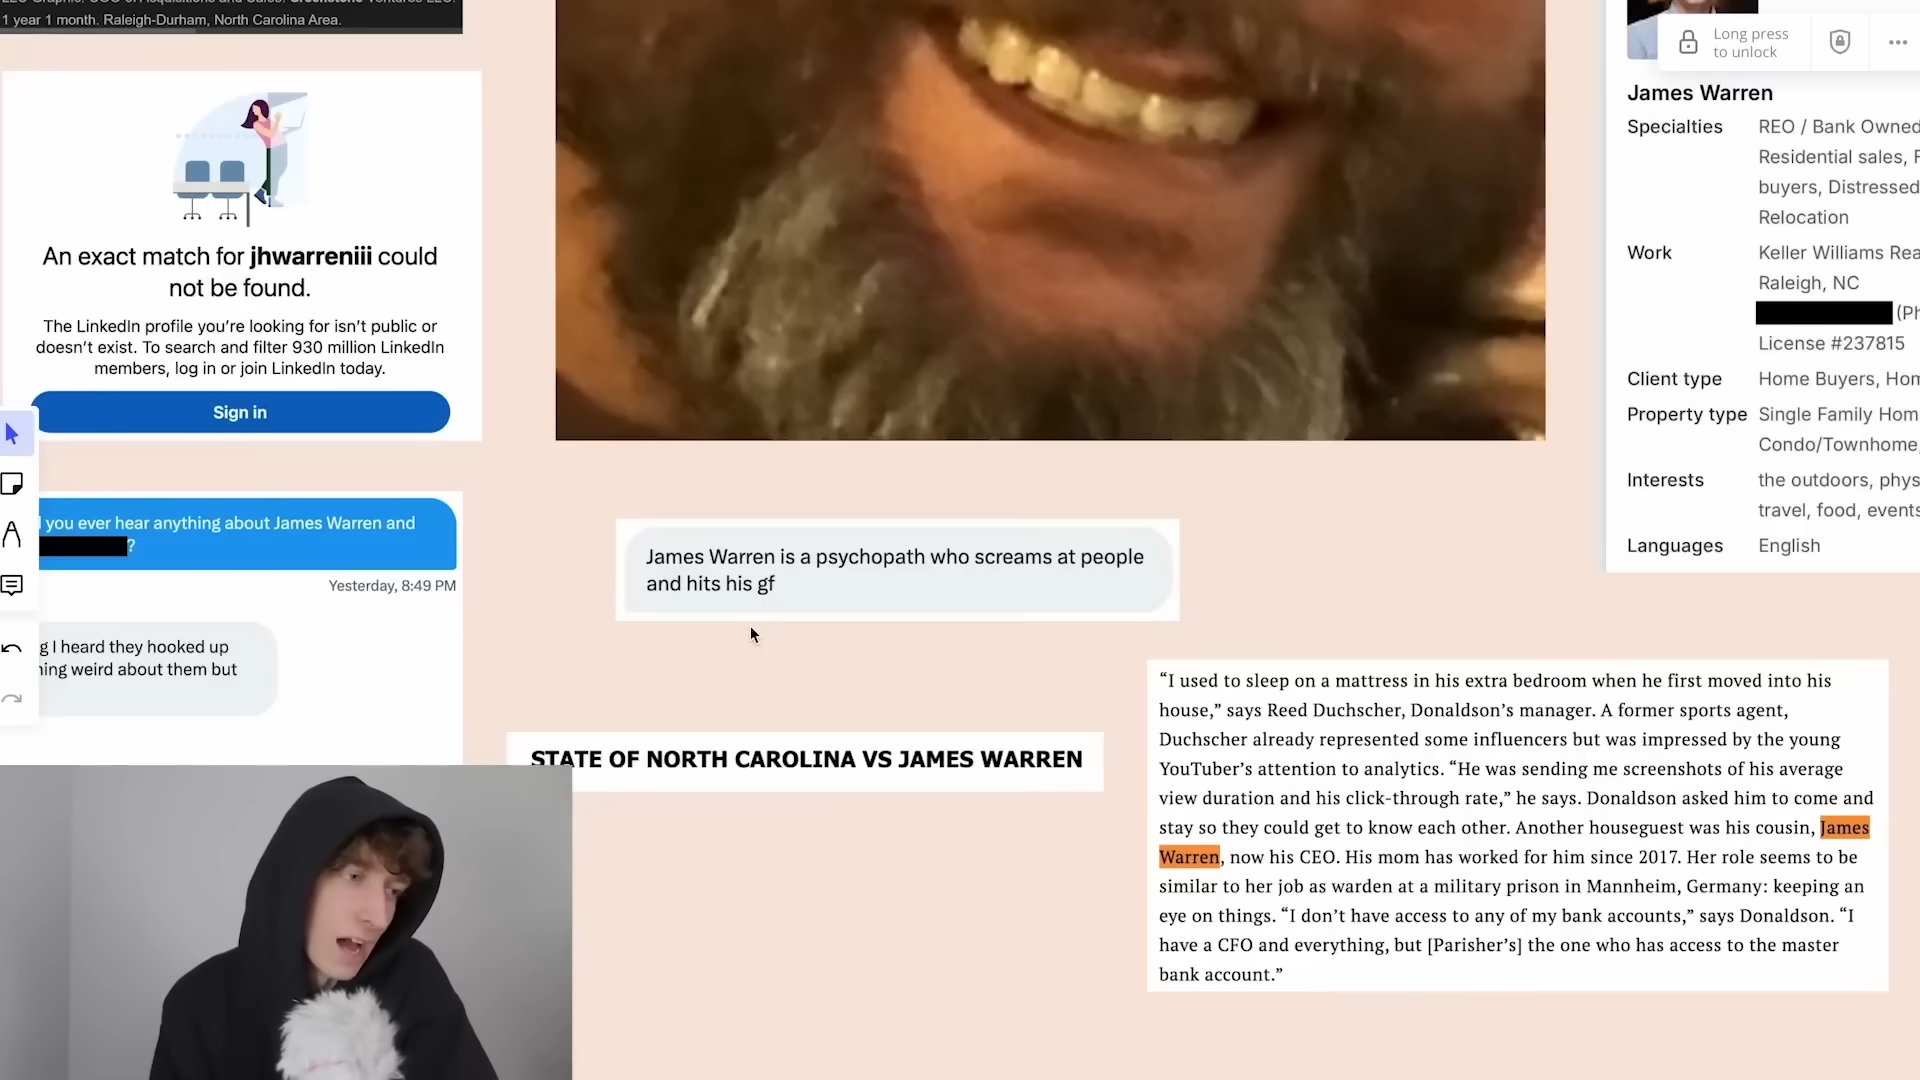 1 year 1 month. Raleigh-Durham, North Carolina Area.
An exact match for jhwarreniii could
not be found.
The LinkedIn profile you're looking for isn't public or
doesn't exist. To search and filter 930 million LinkedIn
members, log in or join LinkedIn today.
Sign in
you ever hear anything about James Warren and
?
Yesterday, 8:49 PM
g I heard they hooked up
hing weird about them but
James Warren is a psychopath who screams at people
and hits his gf
STATE OF NORTH CAROLINA VS JAMES WARREN
Long press
to unlock
James Warren
Specialties REO / Bank Owned
Residential sales, F
buyers, Distressed
Relocation
Work Keller Williams Rea
Raleigh, NC
(Ph
License #237815
Client type Home Buyers, Hom
Property type Single Family Hom
Condo/Townhome,
Interests the outdoors, phys
travel, food, events
Languages English
“I used to sleep on a mattress in his extra bedroom when he first moved into his
house,” says Reed Duchscher, Donaldson’s manager. A former sports agent,
Duchscher already represented some influencers but was impressed by the young
YouTuber’s attention to analytics. “He was sending me screenshots of his average
view duration and his click-through rate,” he says. Donaldson asked him to come and
stay so they could get to know each other. Another houseguest was his cousin, James
Warren, now his CEO. His mom has worked for him since 2017. Her role seems to be
similar to her job as warden at a military prison in Mannheim, Germany: keeping an
eye on things. “I don’t have access to any of my bank accounts,” says Donaldson. “I
have a CFO and everything, but [Parisher’s] the one who has access to the master
bank account.”